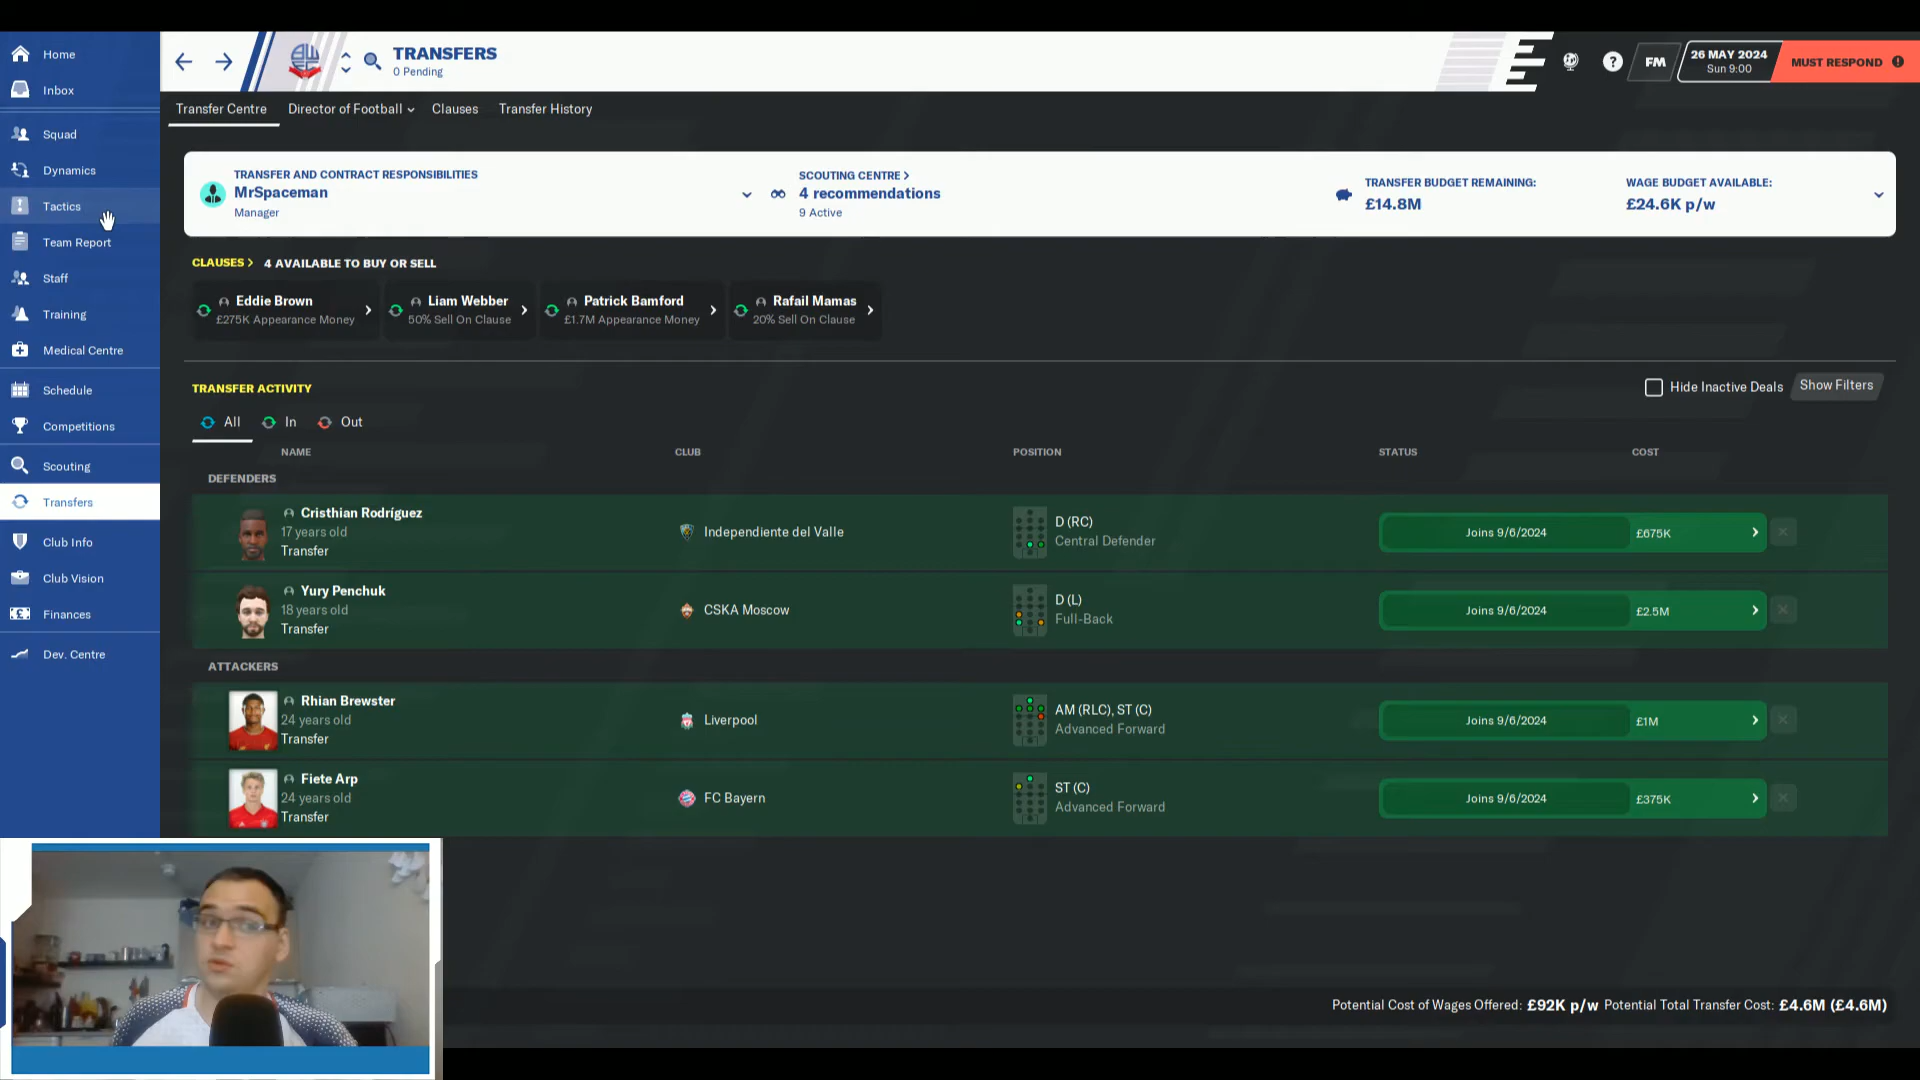 Home
Inbox
Squad
Dynamics
Tactics
Team Report
Staff
Training
Medical Centre
Schedule
Competitions
Scouting
Transfers
Club Info
Club Vision
Finances
Dev. Centre
TRANSFERS
0 Pending
?
FM
26 MAY 2024
Sun 9:00
MUST RESPOND
Transfer Centre
Director of Football
Clauses
Transfer History
TRANSFER AND CONTRACT RESPONSIBILITIES
MrSpaceman
Manager
SCOUTING CENTRE >
4 recommendations
9 Active
TRANSFER BUDGET REMAINING:
£14.8M
WAGE BUDGET AVAILABLE:
£24.6K p/w
CLAUSES > 4 AVAILABLE TO BUY OR SELL
Eddie Brown
£275K Appearance Money
Liam Webber
50% Sell On Clause
Patrick Bamford
£1.7M Appearance Money
Rafail Mamas
20% Sell On Clause
TRANSFER ACTIVITY
Hide Inactive Deals
Show Filters
All
In
Out
NAME CLUB POSITION STATUS COST
DEFENDERS
Cristhian Rodríguez
17 years old
Transfer
Independiente del Valle
D (RC)
Central Defender
Joins 9/6/2024
£675K
Yury Penchuk
18 years old
Transfer
CSKA Moscow
D (L)
Full-Back
Joins 9/6/2024
£2.5M
ATTACKERS
Rhian Brewster
24 years old
Transfer
Liverpool
AM (RLC), ST (C)
Advanced Forward
Joins 9/6/2024
£1M
Fiete Arp
24 years old
Transfer
FC Bayern
ST (C)
Advanced Forward
Joins 9/6/2024
£375K
Potential Cost of Wages Offered: £92K p/w Potential Total Transfer Cost: £4.6M (£4.6M)